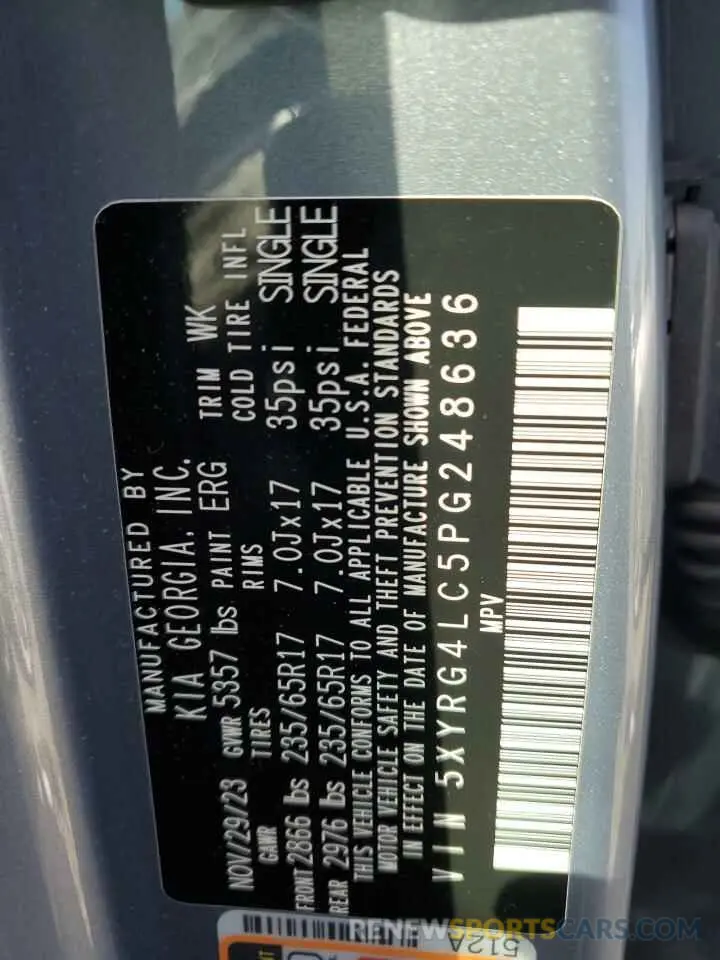 MANUFACTURED BY
KIA GEORGIA, INC.
NOV/29/23 GVWR 5357 lbs PAINT ERG TRIM WK
GAWR TIRES RIMS COLD TIRE INFL
FRONT 2866 lbs 235/65R17 7.0Jx17 35psi SINGLE
REAR 2976 lbs 235/65R17 7.0Jx17 35psi SINGLE
THIS VEHICLE CONFORMS TO ALL APPLICABLE U.S.A. FEDERAL
MOTOR VEHICLE SAFETY AND THEFT PREVENTION STANDARDS
IN EFFECT ON THE DATE OF MANUFACTURE SHOWN ABOVE
VIN 5XYRG4LC5PG248636
MPV
512A
RENEWSPORTSCARS.COM